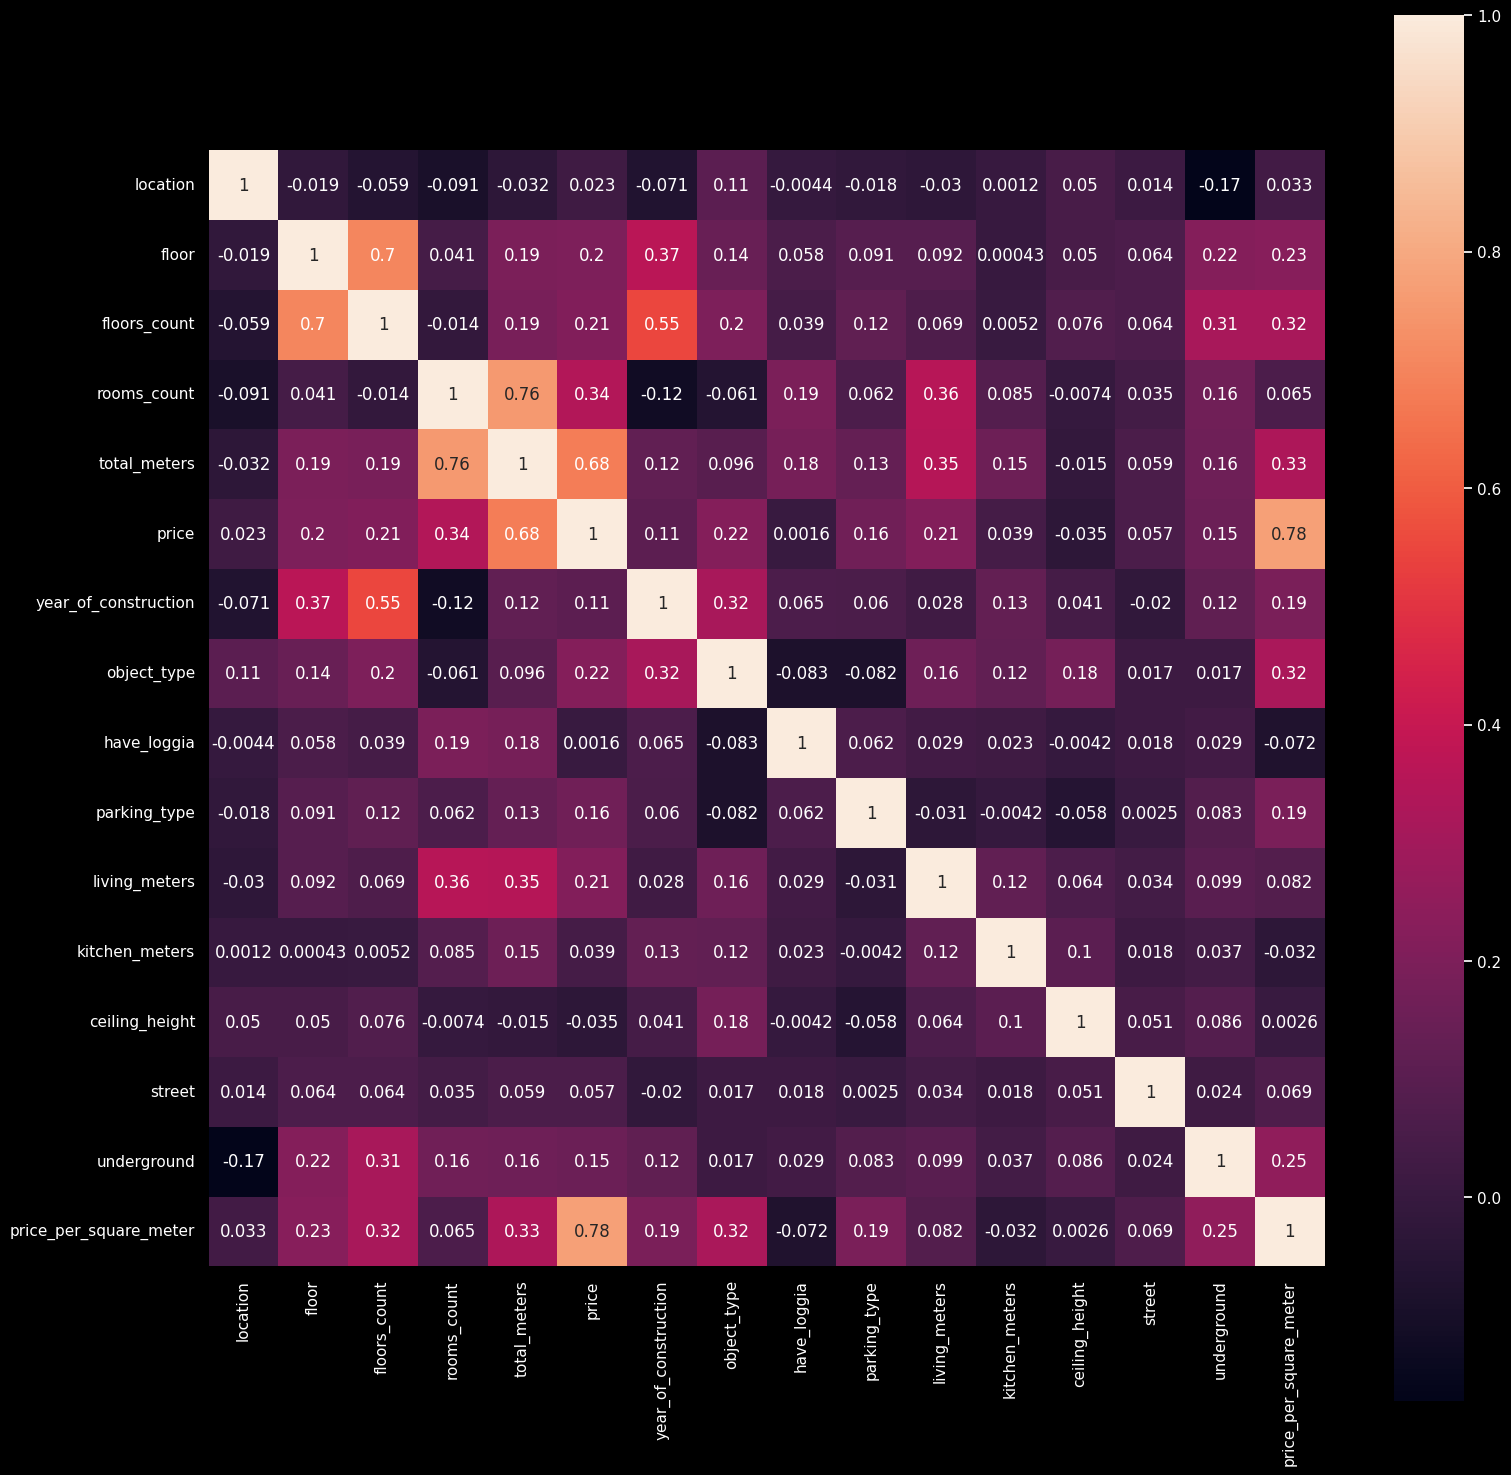 1.0
location 1 -0.019 -0.059 -0.091 -0.032 0.023 -0.071 0.11 -0.0044 -0.018 -0.03 0.0012 0.05 0.014 -0.17 0.033
floor -0.019 1 0.7 0.041 0.19 0.2 0.37 0.14 0.058 0.091 0.092 0.00043 0.05 0.064 0.22 0.23
0.8
floors_count -0.059 0.7 1 -0.014 0.19 0.21 0.55 0.2 0.039 0.12 0.069 0.0052 0.076 0.064 0.31 0.32
rooms_count -0.091 0.041 -0.014 1 0.76 0.34 -0.12 -0.061 0.19 0.062 0.36 0.085 -0.0074 0.035 0.16 0.065
total_meters -0.032 0.19 0.19 0.76 1 0.68 0.12 0.096 0.18 0.13 0.35 0.15 -0.015 0.059 0.16 0.33
0.6
price 0.023 0.2 0.21 0.34 0.68 1 0.11 0.22 0.0016 0.16 0.21 0.039 -0.035 0.057 0.15 0.78
year_of_construction -0.071 0.37 0.55 -0.12 0.12 0.11 1 0.32 0.065 0.06 0.028 0.13 0.041 -0.02 0.12 0.19
object_type 0.11 0.14 0.2 -0.061 0.096 0.22 0.32 1 -0.083 -0.082 0.16 0.12 0.18 0.017 0.017 0.32
0.4
have_loggia -0.0044 0.058 0.039 0.19 0.18 0.0016 0.065 -0.083 1 0.062 0.029 0.023 -0.0042 0.018 0.029 -0.072
parking_type -0.018 0.091 0.12 0.062 0.13 0.16 0.06 -0.082 0.062 1 -0.031 -0.0042 -0.058 0.0025 0.083 0.19
living_meters -0.03 0.092 0.069 0.36 0.35 0.21 0.028 0.16 0.029 -0.031 1 0.12 0.064 0.034 0.099 0.082
kitchen_meters 0.0012 0.00043 0.0052 0.085 0.15 0.039 0.13 0.12 0.023 -0.0042 0.12 1 0.1 0.018 0.037 -0.032
0.2
ceiling_height 0.05 0.05 0.076 -0.0074 -0.015 -0.035 0.041 0.18 -0.0042 -0.058 0.064 0.1 1 0.051 0.086 0.0026
street 0.014 0.064 0.064 0.035 0.059 0.057 -0.02 0.017 0.018 0.0025 0.034 0.018 0.051 1 0.024 0.069
underground -0.17 0.22 0.31 0.16 0.16 0.15 0.12 0.017 0.029 0.083 0.099 0.037 0.086 0.024 1 0.25
0.0
price_per_square_meter 0.033 0.23 0.32 0.065 0.33 0.78 0.19 0.32 -0.072 0.19 0.082 -0.032 0.0026 0.069 0.25 1
location
floor
floors_count
rooms_count
total_meters
price
year_of_construction
object_type
have_loggia
parking_type
living_meters
kitchen_meters
ceiling_height
street
underground
price_per_square_meter